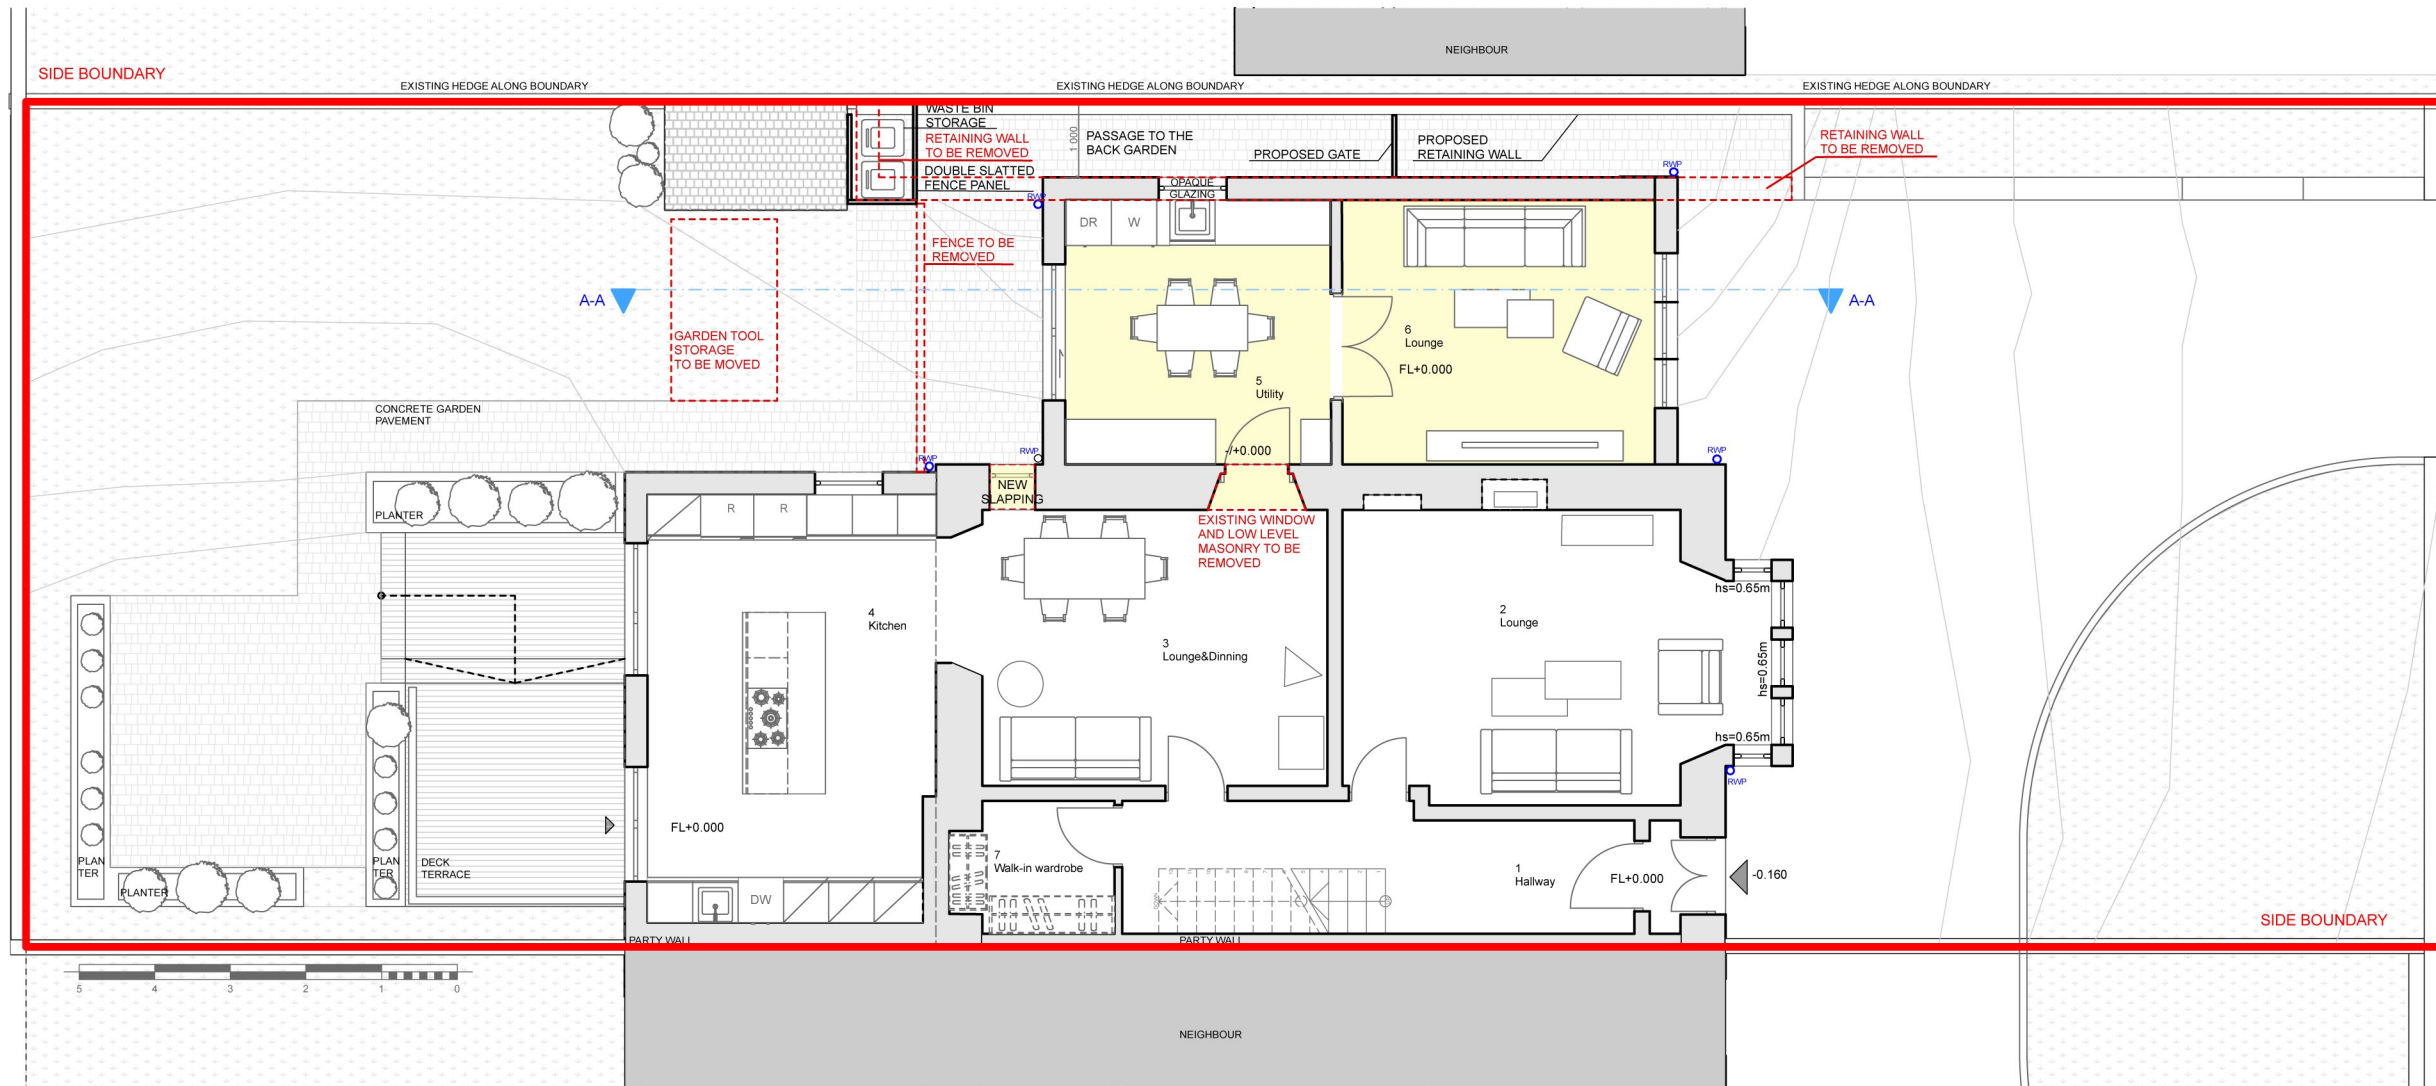 NEIGHBOUR
SIDE BOUNDARY
EXISTING HEDGE ALONG BOUNDARY
EXISTING HEDGE ALONG BOUNDARY
EXISTING HEDGE ALONG BOUNDARY
WASTE BIN
STORAGE
RETAINING WALL
TO BE REMOVED
DOUBLE SLATTED
FENCE PANEL
1 000
PASSAGE TO THE
BACK GARDEN
PROPOSED GATE
PROPOSED
RETAINING WALL
RETAINING WALL
TO BE REMOVED
RWP
RWP
OPAQUE
GLAZING
DR
W
FENCE TO BE
REMOVED
A-A
A-A
GARDEN TOOL
STORAGE
TO BE MOVED
6
Lounge
FL+0.000
5
Utility
-/+0.000
CONCRETE GARDEN
PAVEMENT
RWP
RWP
RWP
NEW
SLAPPING
R
R
PLANTER
EXISTING WINDOW
AND LOW LEVEL
MASONRY TO BE
REMOVED
hs=0.65m
4
Kitchen
2
Lounge
3
Lounge&Dinning
hs=0.65m
hs=0.65m
RWP
FL+0.000
PLAN
TER
PLANTER
PLAN
TER
DECK
TERRACE
DW
7
Walk-in wardrobe
1
Hallway
FL+0.000
-0.160
SIDE BOUNDARY
PARTY WALL
PARTY WALL
5
4
3
2
1
0
NEIGHBOUR